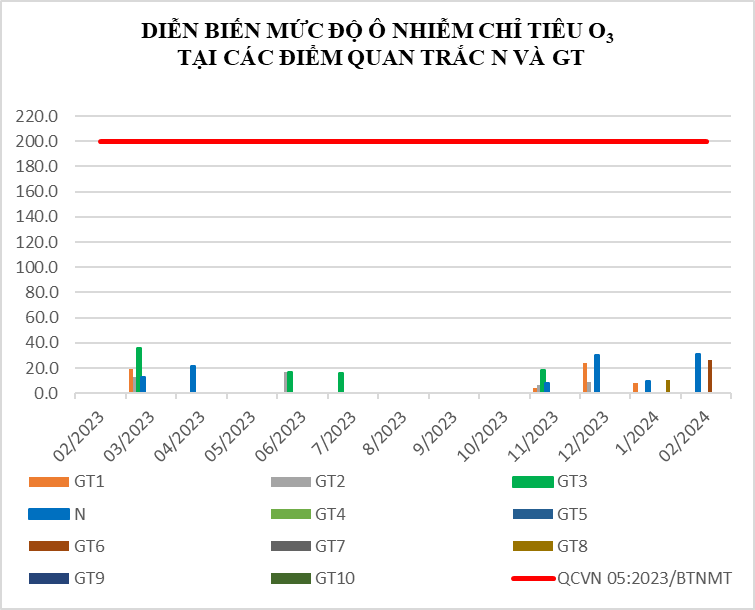 DIỄN BIẾN MỨC ĐỘ Ô NHIỄM CHỈ TIÊU O₃
TẠI CÁC ĐIỂM QUAN TRẮC N VÀ GT
220.0
200.0
180.0
160.0
140.0
120.0
100.0
80.0
60.0
40.0
20.0
0.0
02/2023 03/2023 04/2023 05/2023 06/2023 7/2023 8/2023 9/2023 10/2023 11/2023 12/2023 1/2024 02/2024
GT1 GT2 GT3
N GT4 GT5
GT6 GT7 GT8
GT9 GT10 QCVN 05:2023/BTNMT